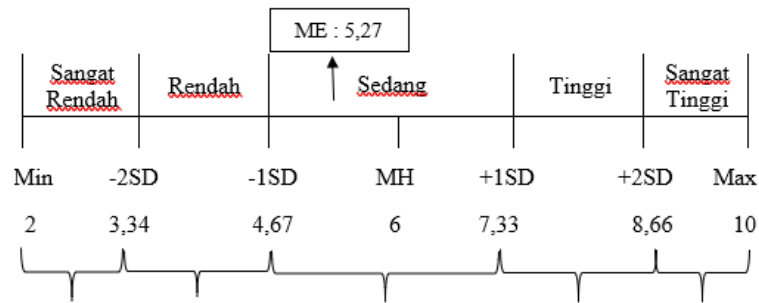 ME : 5,27
Sangat Rendah Rendah Sedang Tinggi Sangat Tinggi
Min -2SD -1SD MH +1SD +2SD Max
2 3,34 4,67 6 7,33 8,66 10